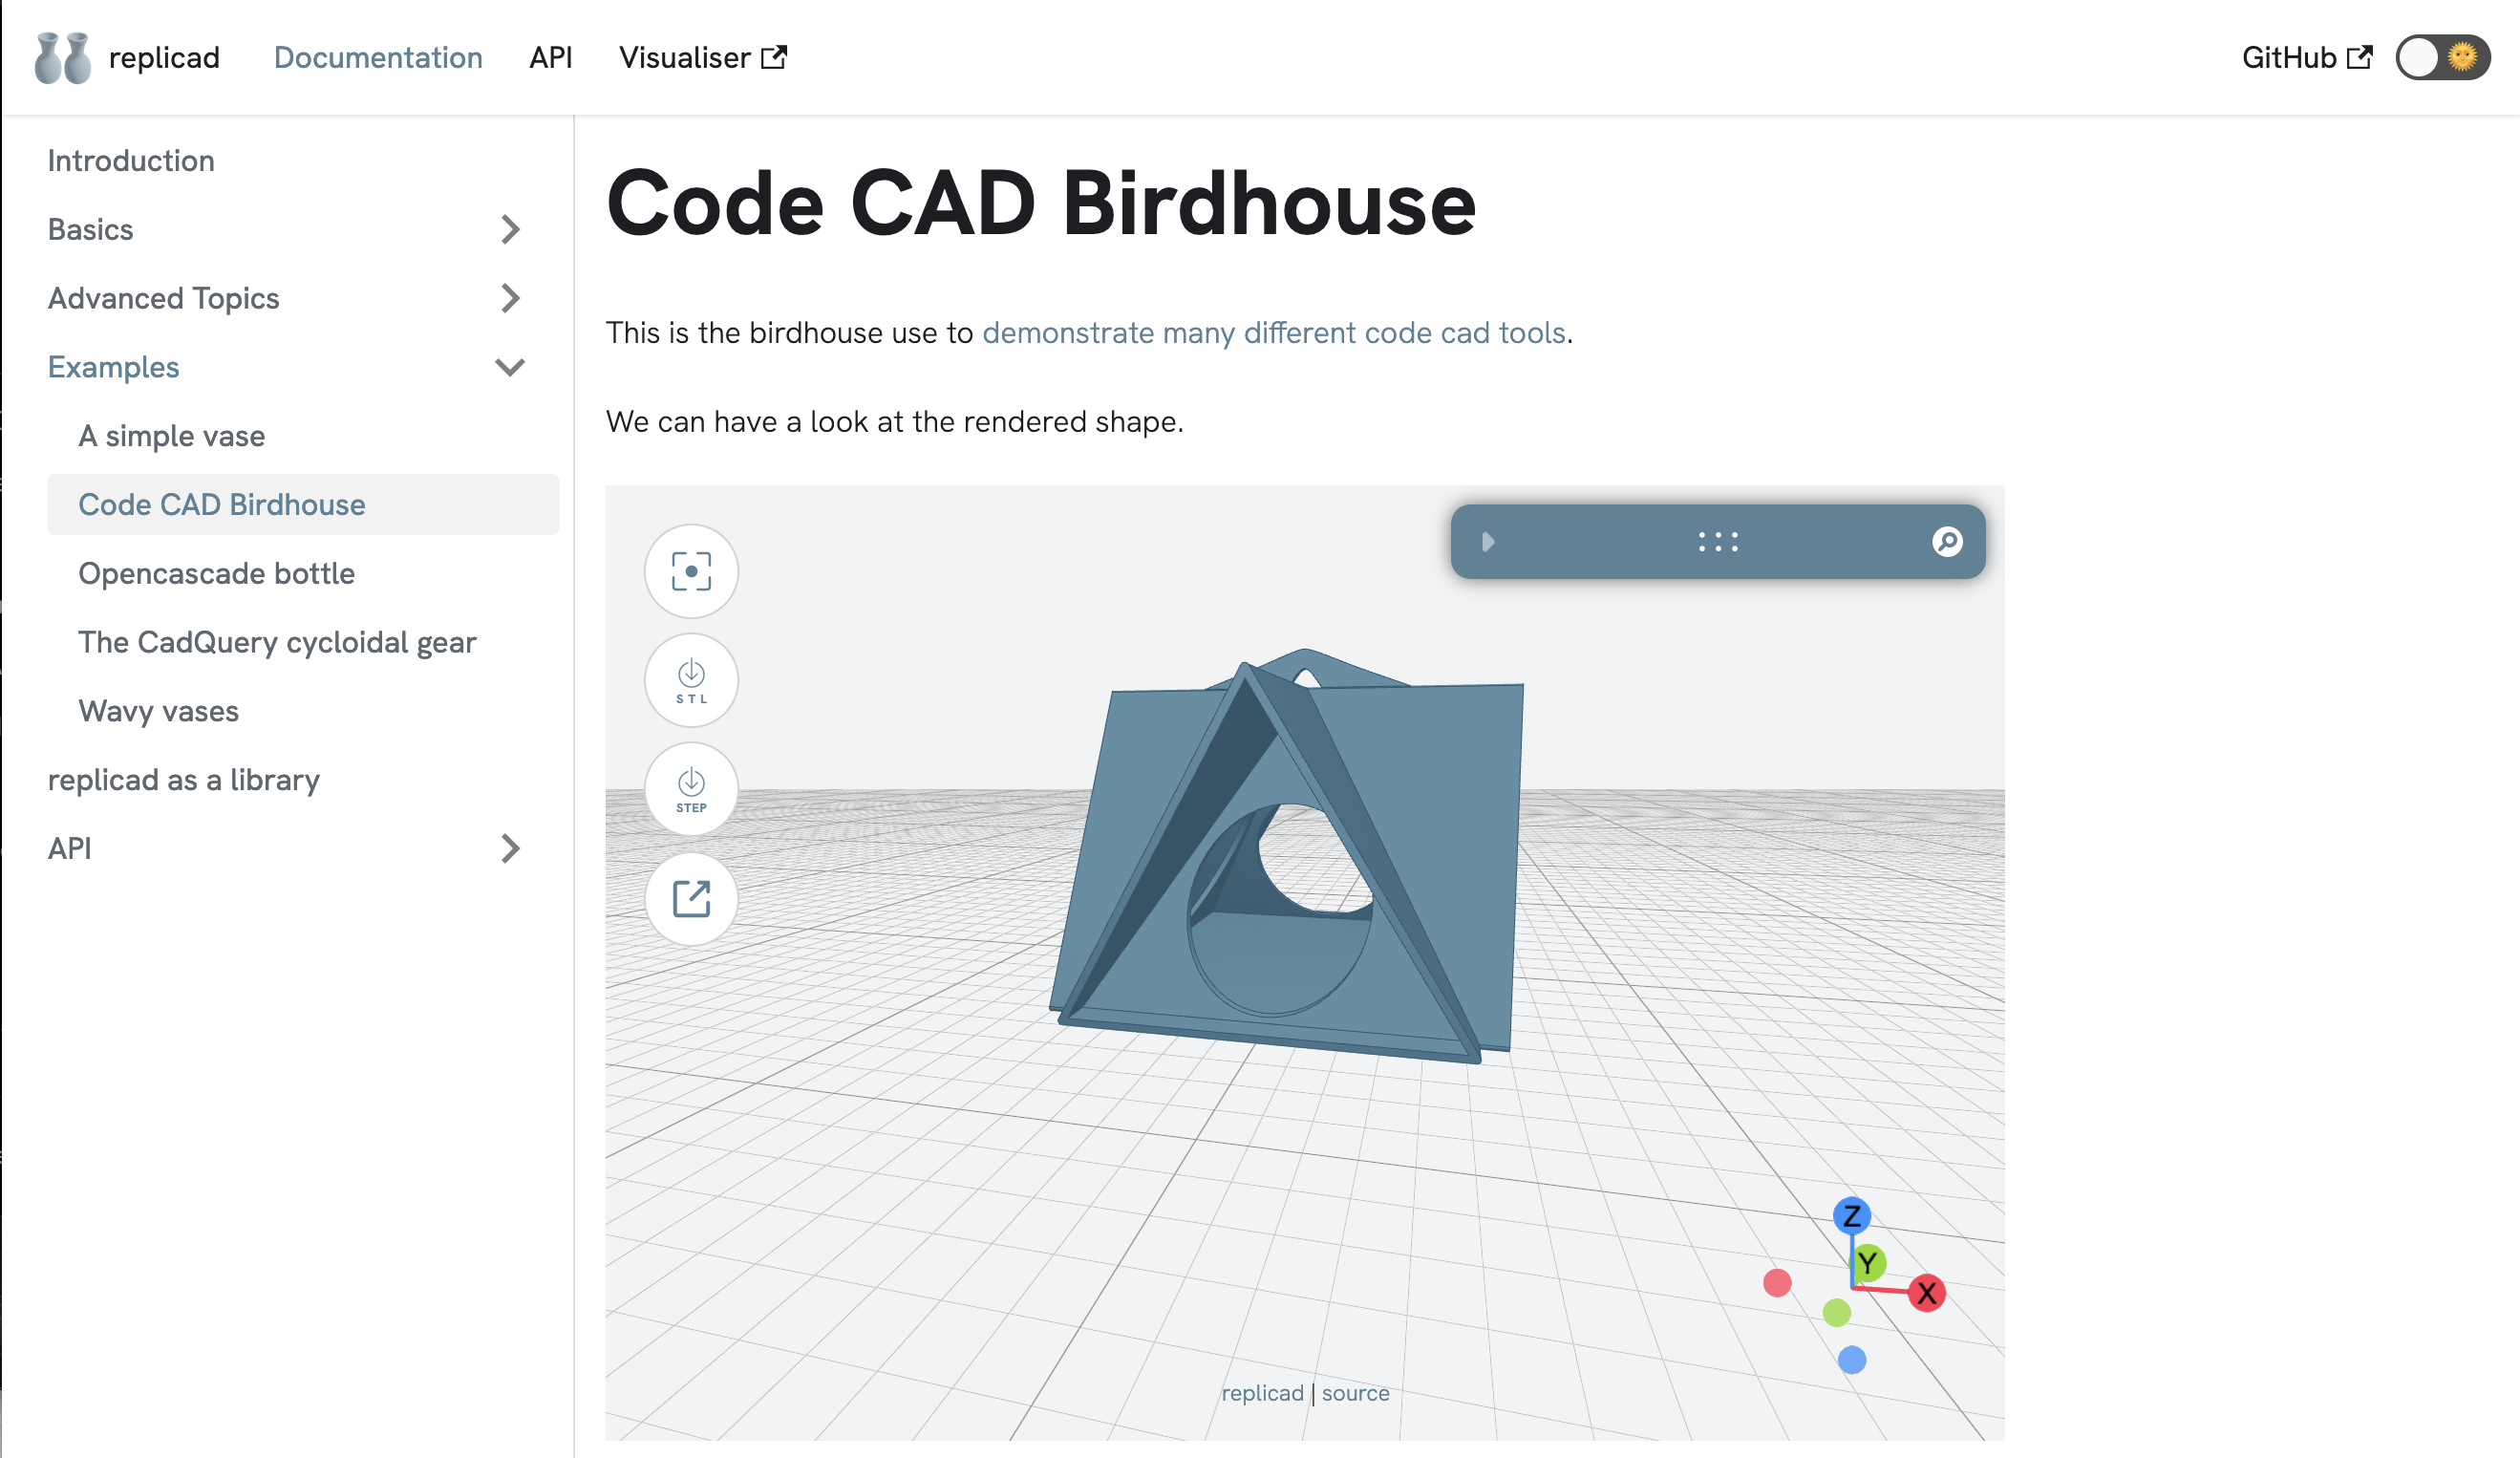 replicad
Documentation
API
Visualiser
GitHub
Introduction
Basics
Advanced Topics
Examples
A simple vase
Code CAD Birdhouse
Opencascade bottle
The CadQuery cycloidal gear
Wavy vases
replicad as a library
API
Code CAD Birdhouse
This is the birdhouse use to demonstrate many different code cad tools.
We can have a look at the rendered shape.
STL
STEP
Z
Y
X
replicad | source